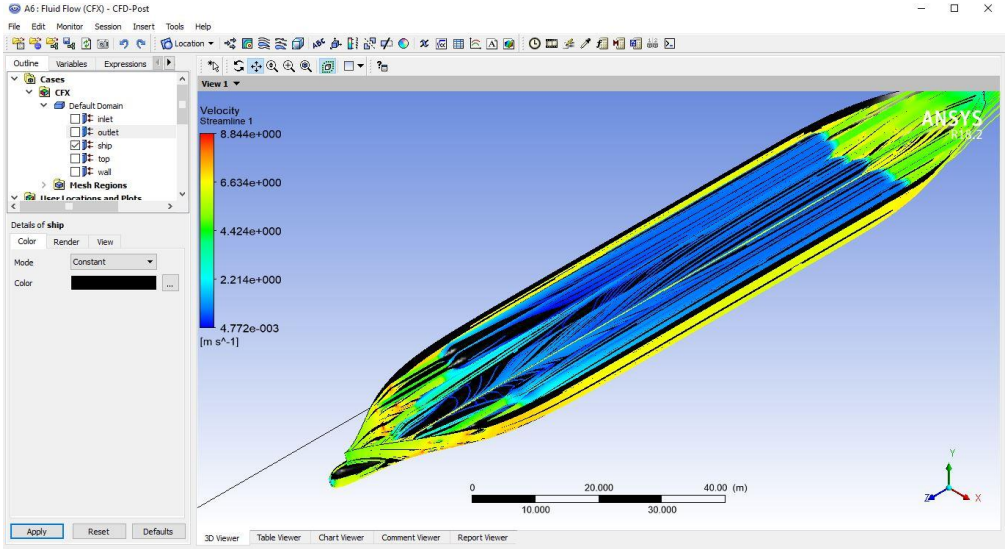 A6 : Fluid Flow (CFX) - CFD-Post
File Edit Monitor Session Insert Tools Help
Location
Outline Variables Expressions
Cases
CFX
Default Domain
inlet
outlet
ship
top
wall
Mesh Regions
User Locations and Plots
Details of ship
Color Render View
Mode Constant
Color ...
Apply Reset Defaults
View 1
Velocity
Streamline 1
8.844e+000
6.634e+000
4.424e+000
2.214e+000
4.772e-003
[m s^-1]
ANSYS
R18.2
0 20.000 40.00 (m)
10.000 30.000
Y
Z X
3D Viewer Table Viewer Chart Viewer Comment Viewer Report Viewer